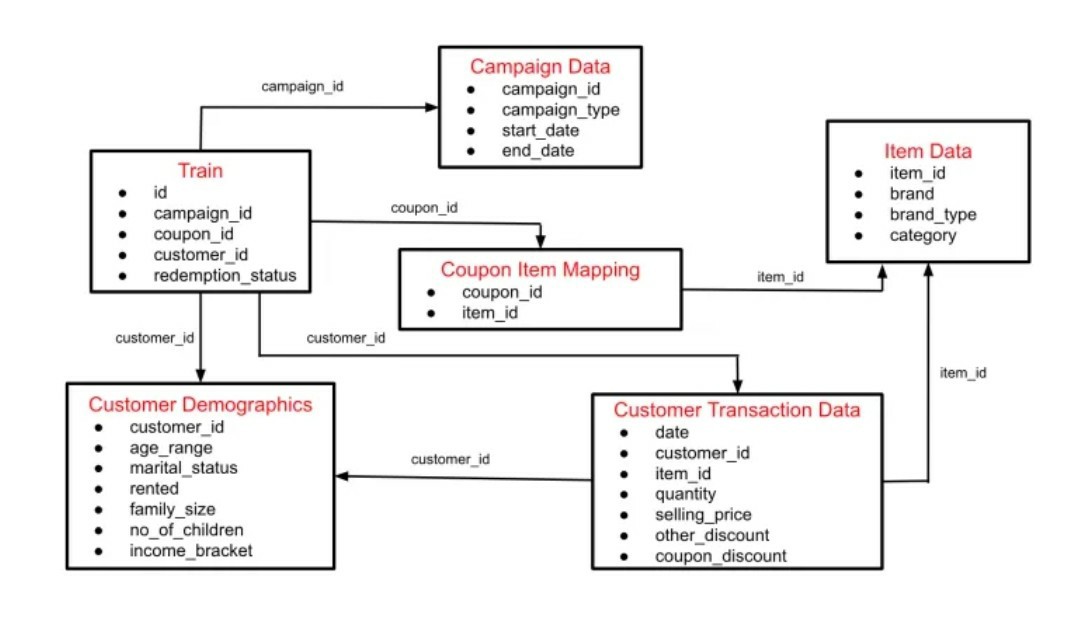 Campaign Data
• campaign_id
• campaign_type
• start_date
• end_date
campaign_id
Train
• id
• campaign_id
• coupon_id
• customer_id
• redemption_status
Item Data
• item_id
• brand
• brand_type
• category
coupon_id
Coupon Item Mapping
• coupon_id
• item_id
item_id
customer_id
customer_id
item_id
Customer Demographics
• customer_id
• age_range
• marital_status
• rented
• family_size
• no_of_children
• income_bracket
customer_id
Customer Transaction Data
• date
• customer_id
• item_id
• quantity
• selling_price
• other_discount
• coupon_discount